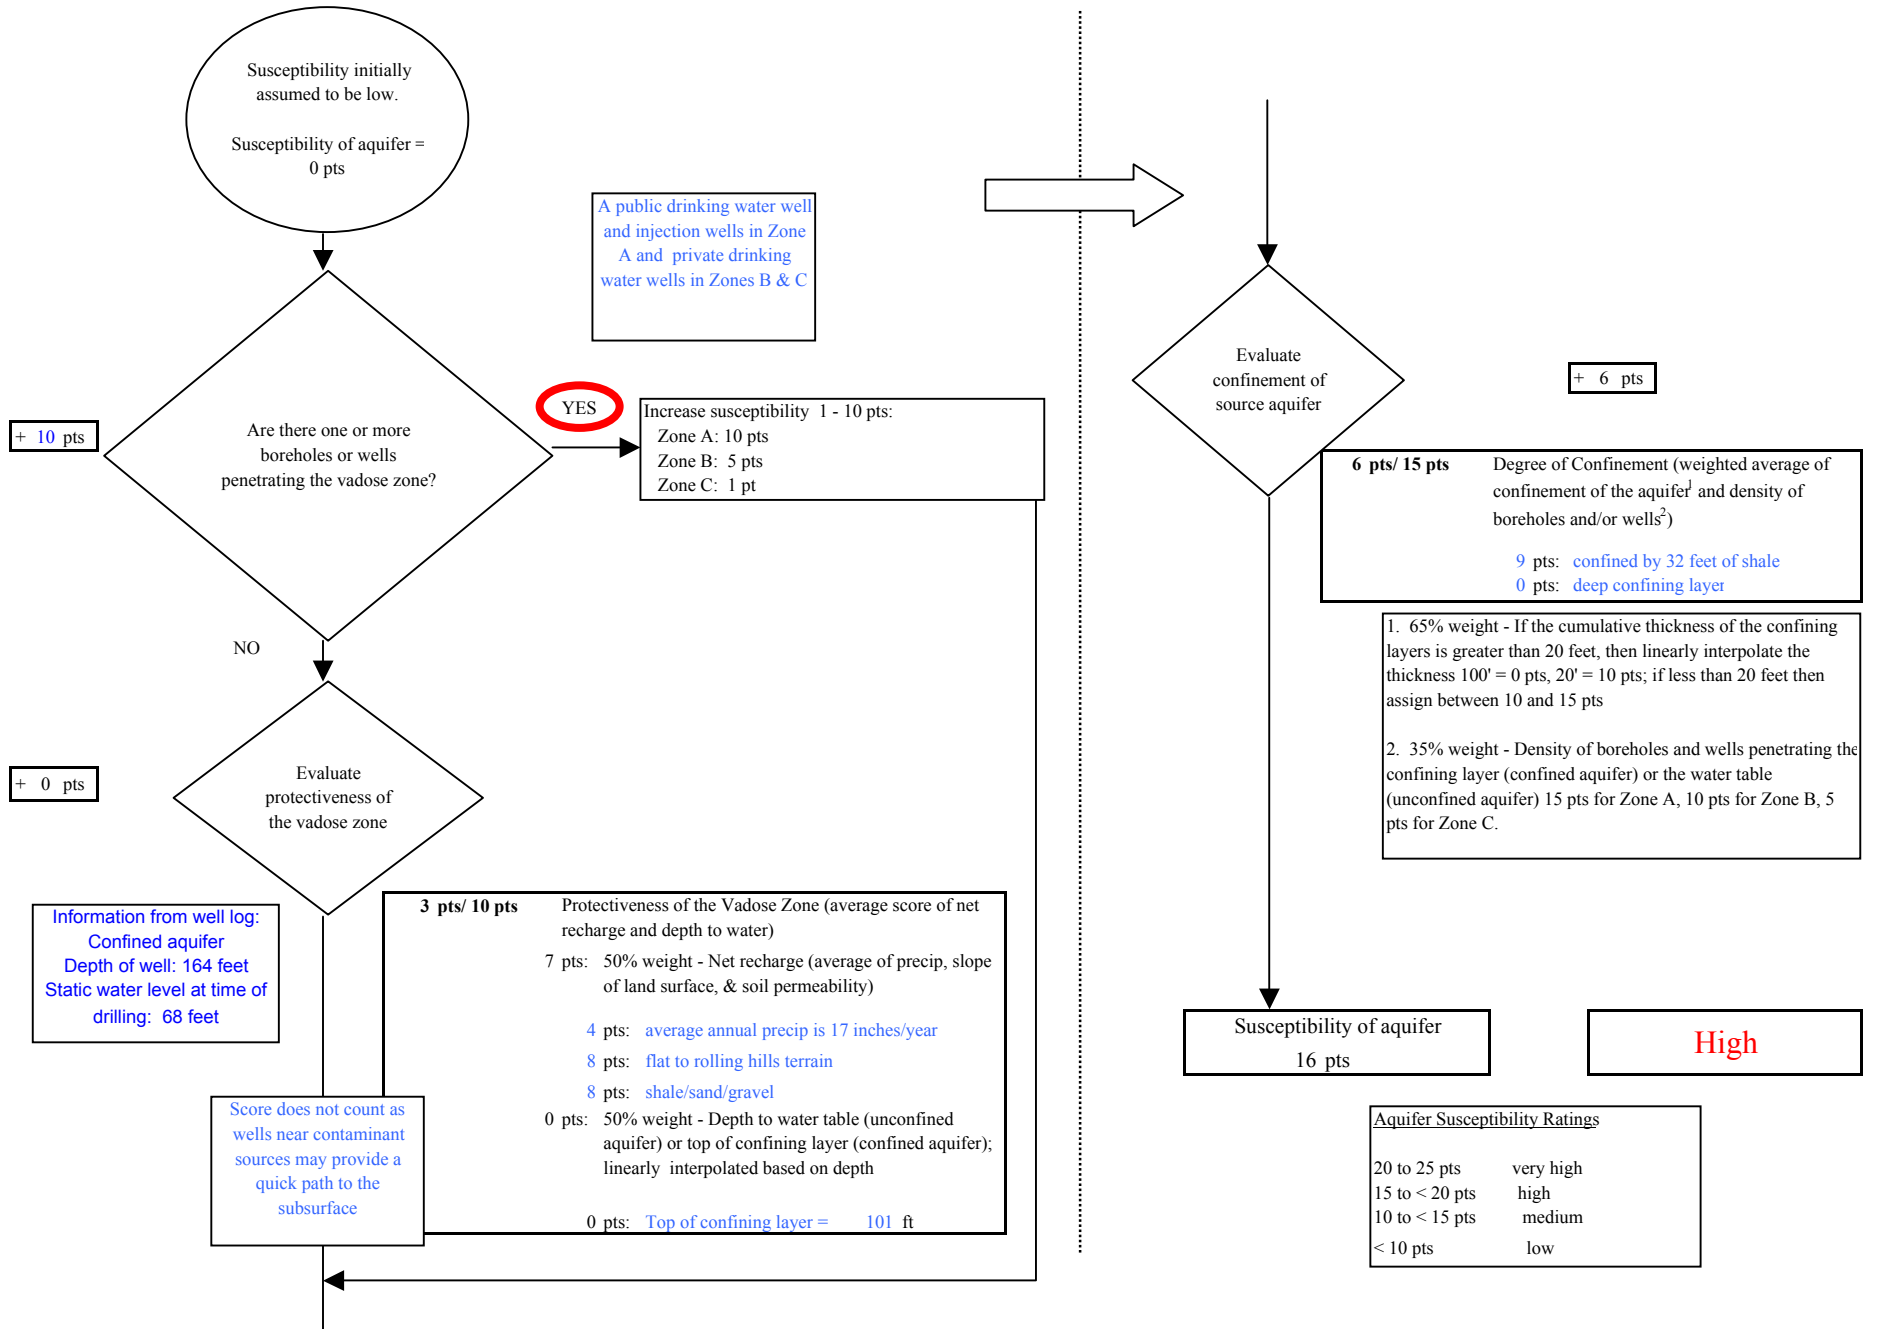 Susceptibility initially
assumed to be low.
Susceptibility of aquifer =
0 pts
A public drinking water well
and injection wells in Zone
A and private drinking
water wells in Zones B & C
YES
+ 10 pts
Are there one or more
boreholes or wells
penetrating the vadose zone?
Increase susceptibility 1 - 10 pts:
Zone A: 10 pts
Zone B: 5 pts
Zone C: 1 pt
NO
+ 0 pts
Evaluate
protectiveness of
the vadose zone
Information from well log:
Confined aquifer
Depth of well: 164 feet
Static water level at time of
drilling: 68 feet
3 pts/ 10 pts Protectiveness of the Vadose Zone (average score of net
recharge and depth to water)
7 pts: 50% weight - Net recharge (average of precip, slope
of land surface, & soil permeability)
4 pts: average annual precip is 17 inches/year
8 pts: flat to rolling hills terrain
8 pts: shale/sand/gravel
0 pts: 50% weight - Depth to water table (unconfined
aquifer) or top of confining layer (confined aquifer);
linearly interpolated based on depth
0 pts: Top of confining layer = 101 ft
Score does not count as
wells near contaminant
sources may provide a
quick path to the
subsurface
Evaluate
confinement of
source aquifer
+ 6 pts
6 pts/ 15 pts Degree of Confinement (weighted average of
confinement of the aquifer1 and density of
boreholes and/or wells2)
9 pts: confined by 32 feet of shale
0 pts: deep confining layer
1. 65% weight - If the cumulative thickness of the confining
layers is greater than 20 feet, then linearly interpolate the
thickness 100' = 0 pts, 20' = 10 pts; if less than 20 feet then
assign between 10 and 15 pts
2. 35% weight - Density of boreholes and wells penetrating the
confining layer (confined aquifer) or the water table
(unconfined aquifer) 15 pts for Zone A, 10 pts for Zone B, 5
pts for Zone C.
Susceptibility of aquifer
16 pts
High
Aquifer Susceptibility Ratings
20 to 25 pts very high
15 to < 20 pts high
10 to < 15 pts medium
< 10 pts low